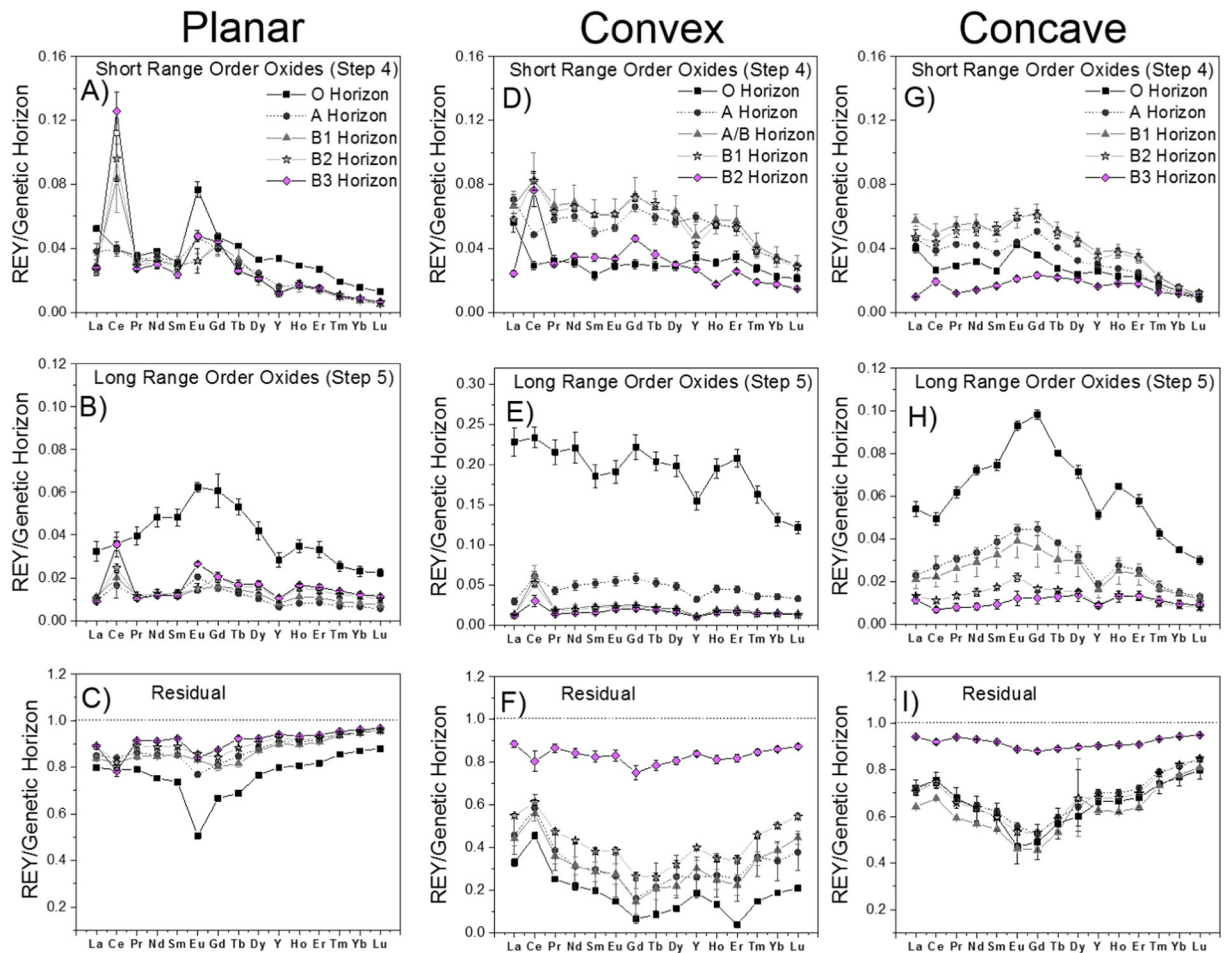 Planar
Convex
Concave
A)
Short Range Order Oxides (Step 4)
O Horizon
A Horizon
B1 Horizon
B2 Horizon
B3 Horizon
REY/Genetic Horizon
0.16
0.12
0.08
0.04
0.00
La Ce Pr Nd Sm Eu Gd Tb Dy Y Ho Er Tm Yb Lu
D)
Short Range Order Oxides (Step 4)
O Horizon
A Horizon
A/B Horizon
B1 Horizon
B2 Horizon
REY/Genetic Horizon
0.16
0.12
0.08
0.04
0.00
La Ce Pr Nd Sm Eu Gd Tb Dy Y Ho Er Tm Yb Lu
G)
Short Range Order Oxides (Step 4)
O Horizon
A Horizon
B1 Horizon
B2 Horizon
B3 Horizon
REY/Genetic Horizon
0.16
0.12
0.08
0.04
0.00
La Ce Pr Nd Sm Eu Gd Tb Dy Y Ho Er Tm Yb Lu
B)
Long Range Order Oxides (Step 5)
REY/Genetic Horizon
0.12
0.10
0.08
0.06
0.04
0.02
0.00
La Ce Pr Nd Sm Eu Gd Tb Dy Y Ho Er Tm Yb Lu
E)
Long Range Order Oxides (Step 5)
REY/Genetic Horizon
0.30
0.25
0.20
0.15
0.10
0.05
0.00
La Ce Pr Nd Sm Eu Gd Tb Dy Y Ho Er Tm Yb Lu
H)
Long Range Order Oxides (Step 5)
REY/Genetic Horizon
0.12
0.10
0.08
0.06
0.04
0.02
0.00
La Ce Pr Nd Sm Eu Gd Tb Dy Y Ho Er Tm Yb Lu
C)
Residual
REY/Genetic Horizon
1.2
1.0
0.8
0.6
0.4
0.2
La Ce Pr Nd Sm Eu Gd Tb Dy Y Ho Er Tm Yb Lu
F)
Residual
REY/Genetic Horizon
1.2
1.0
0.8
0.6
0.4
0.2
0.0
La Ce Pr Nd Sm Eu Gd Tb Dy Y Ho Er Tm Yb Lu
I)
Residual
REY/Genetic Horizon
1.2
1.0
0.8
0.6
0.4
0.2
La Ce Pr Nd Sm Eu Gd Tb Dy Y Ho Er Tm Yb Lu